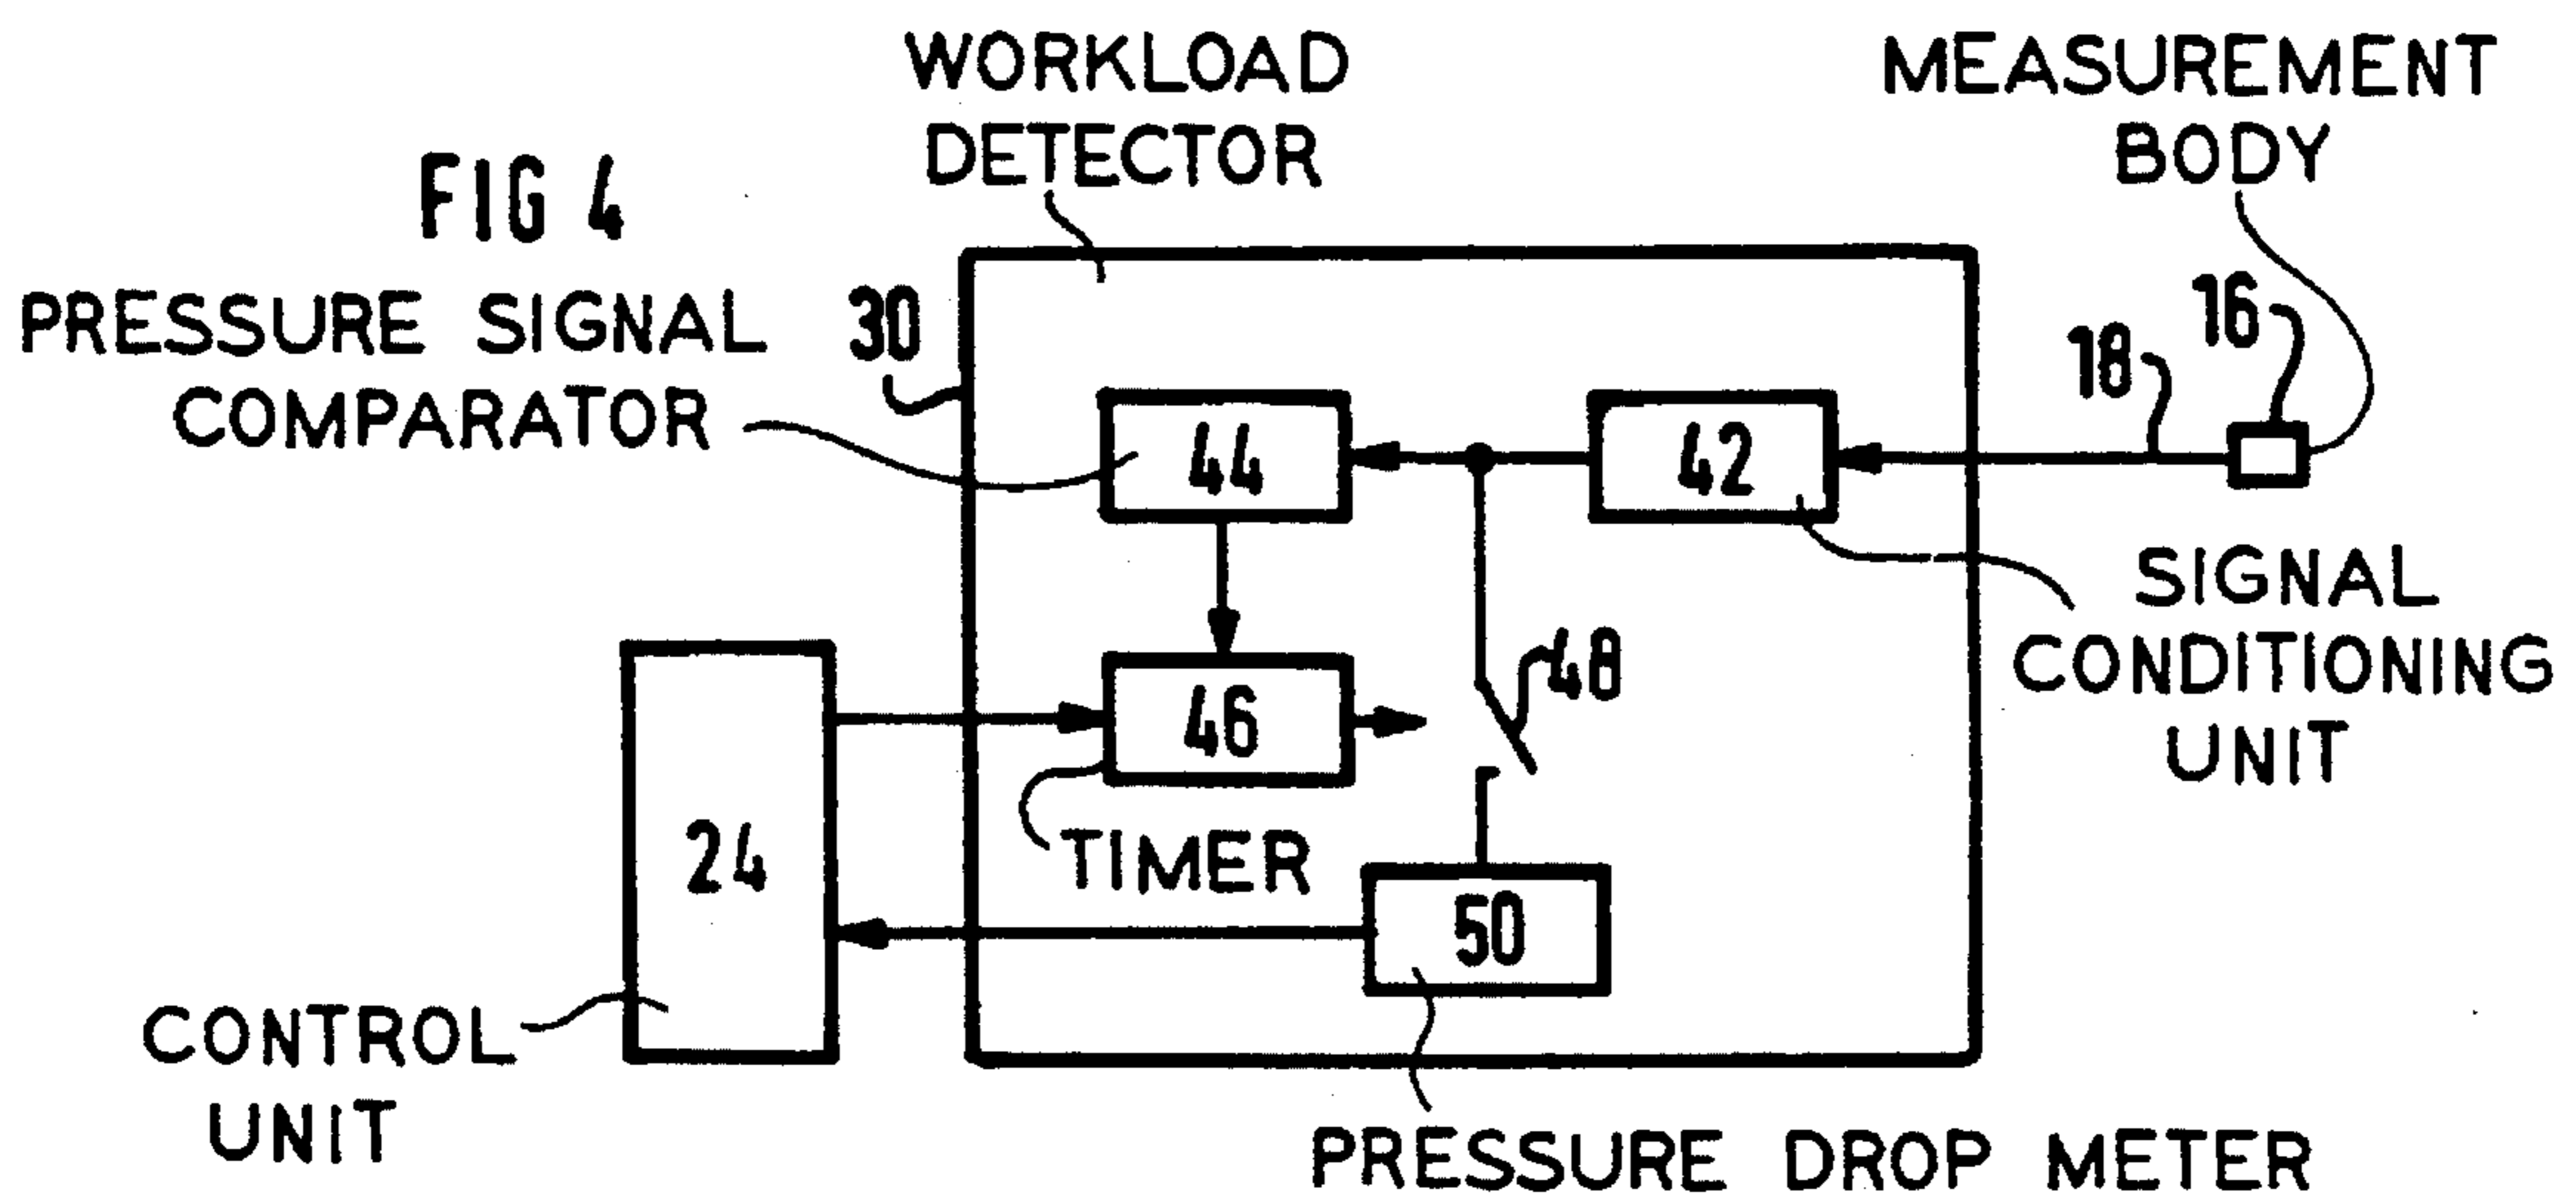 FIG 4
WORKLOAD
DETECTOR
MEASUREMENT
BODY
PRESSURE SIGNAL
COMPARATOR
30
18
16
44
42
SIGNAL
CONDITIONING
UNIT
46
48
TIMER
24
50
CONTROL
UNIT
PRESSURE DROP METER